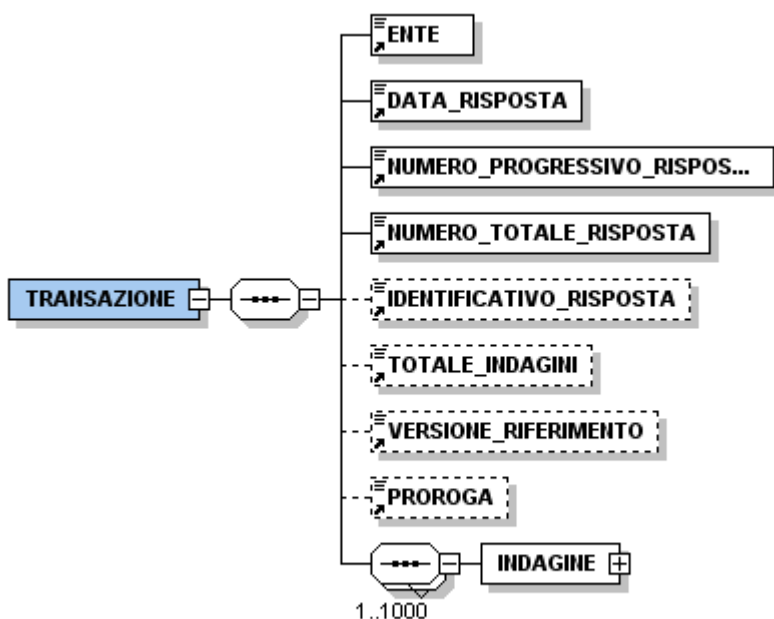 ENTE
DATA_RISPOSTA
NUMERO_PROGRESSIVO_RISPOS...
NUMERO_TOTALE_RISPOSTA
TRANSAZIONE
IDENTIFICATIVO_RISPOSTA
TOTALE_INDAGINI
VERSIONE_RIFERIMENTO
PROROGA
INDAGINE
1..1000